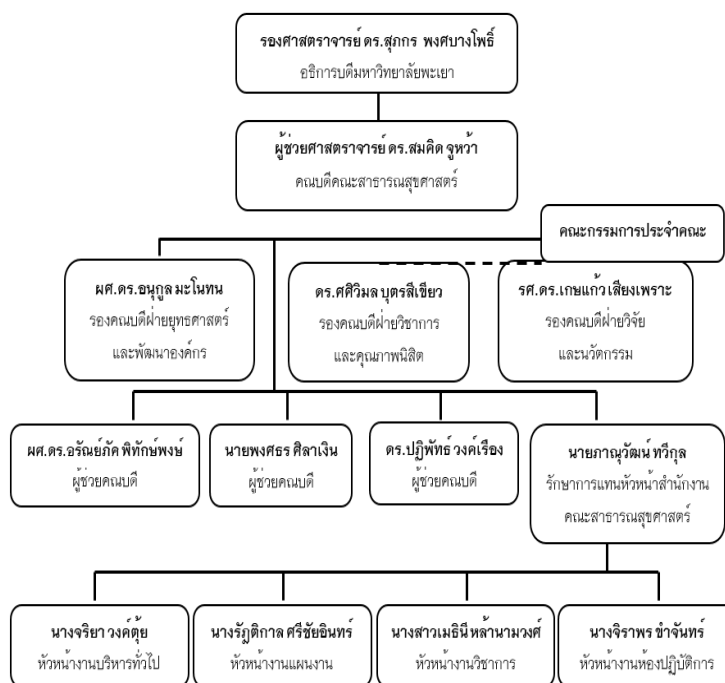 รองศาสตราจารย์ ดร.สุภกร พงศบางโพธิ์
อธิการบดีมหาวิทยาลัยพะเยา
ผู้ช่วยศาสตราจารย์ ดร.สมคิด จูหว้า
คณบดีคณะสาธารณสุขศาสตร์
คณะกรรมการประจำคณะ
ผศ.ดร.อนุกูล มะโนทน
รองคณบดีฝ่ายยุทธศาสตร์
และพัฒนาองค์กร
ดร.ศศิวิมล บุตรสีเขียว
รองคณบดีฝ่ายวิชาการ
และคุณภาพนิสิต
รศ.ดร.เกษแก้ว เสียงเพราะ
รองคณบดีฝ่ายวิจัย
และนวัตกรรม
ผศ.ดร.อรัณย์ภัค พิทักษ์พงษ์
ผู้ช่วยคณบดี
นายพงศธร ศิลาเงิน
ผู้ช่วยคณบดี
ดร.ปฏิพัทธ์ วงค์เรือง
ผู้ช่วยคณบดี
นายภาณุวัฒน์ ทวีกุล
รักษาการแทนหัวหน้าสำนักงาน
คณะสาธารณสุขศาสตร์
นางจริยา วงค์ตุ้ย
หัวหน้างานบริหารทั่วไป
นางรัฎติกาล ศรีชัยอินทร์
หัวหน้างานแผนงาน
นางสาวเมธินี หล้านามวงศ์
หัวหน้างานวิชาการ
นางจิราพร ขำจันทร์
หัวหน้างานห้องปฏิบัติการ